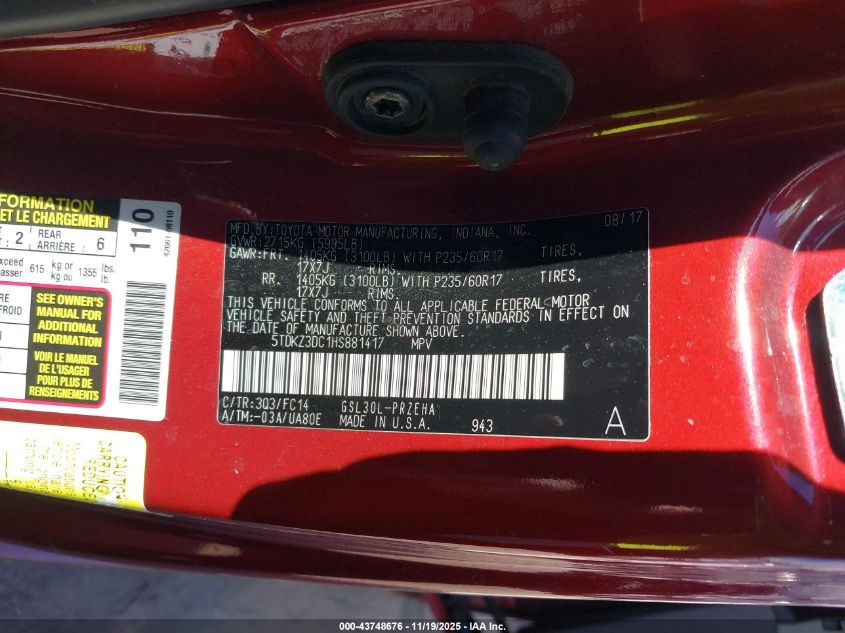 FORMATION
ET LE CHARGEMENT
2 REAR ARRIÈRE 6
exceed 615 kg or kg ou 1355 lbs. lb.
SEE OWNER'S
MANUAL FOR
ADDITIONAL
INFORMATION
VOIR LE MANUEL
DE L'USAGER
POUR PLUS DE
RENSEIGNEMENTS
110
MFD.BY:TOYOTA MOTOR MANUFACTURING, INDIANA, INC. 08/17
GVWR:2715KG (5995LB)
GAWR:FRT. 1405KG (3100LB) WITH P235/60R17 TIRES,
17X7J RIMS,
RR. 1405KG (3100LB) WITH P235/60R17 TIRES,
17X7J RIMS,
THIS VEHICLE CONFORMS TO ALL APPLICABLE FEDERAL MOTOR
VEHICLE SAFETY AND THEFT PREVENTION STANDARDS IN EFFECT ON
THE DATE OF MANUFACTURE SHOWN ABOVE.
5TDKZ3DC1HS881417 MPV
C/TR:3Q3/FC14 GSL30L-PRZEHA
A/TM:-03A/UA80E MADE IN U.S.A. 943 A
000-43748676 - 11/19/2025 - IAA Inc.